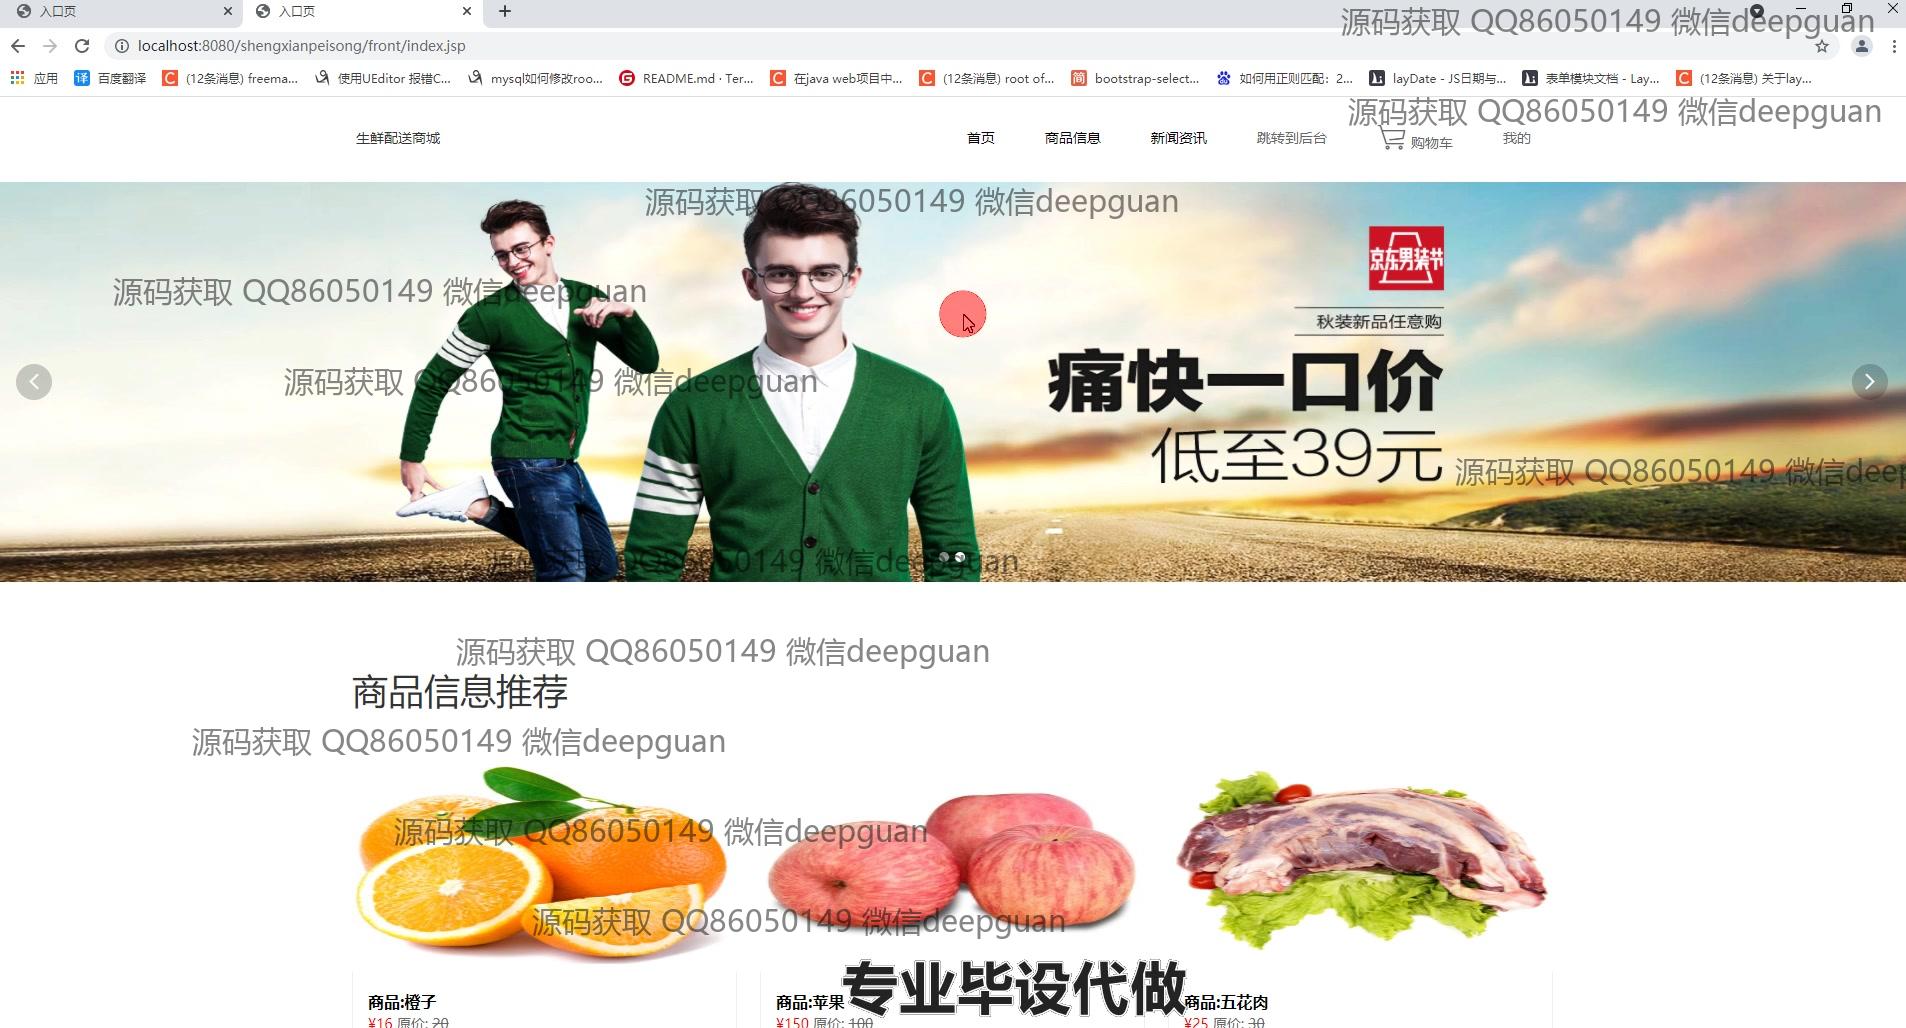 入口页
入口页
源码获取 QQ86050149 微信deepguan
localhost:8080/shengxianpeisong/front/index.jsp
应用
百度翻译
(12条消息) freema...
使用UEditor 报错C...
mysql如何修改roo...
README.md · Ter...
在java web项目中...
(12条消息) root of...
bootstrap-select...
如何用正则匹配：2...
layDate - JS日期与...
表单模块文档 - Lay...
(12条消息) 关于lay...
源码获取 QQ86050149 微信deepguan
生鲜配送商城
首页
商品信息
新闻资讯
跳转到后台
购物车
我的
源码获取 QQ86050149 微信deepguan
京东男装节
源码获取 QQ86050149 微信deepguan
秋装新品任意购
痛快一口价
源码获取 QQ86050149 微信deepguan
低至39元
源码获取 QQ86050149 微信deep
源码获取 QQ86050149 微信deepguan
源码获取 QQ86050149 微信deepguan
商品信息推荐
源码获取 QQ86050149 微信deepguan
源码获取 QQ86050149 微信deepguan
源码获取 QQ86050149 微信deepguan
专业毕设代做
商品:橙子
¥16 原价: 20
商品:苹果
¥150 原价: 100
商品:五花肉
¥25 原价: 30